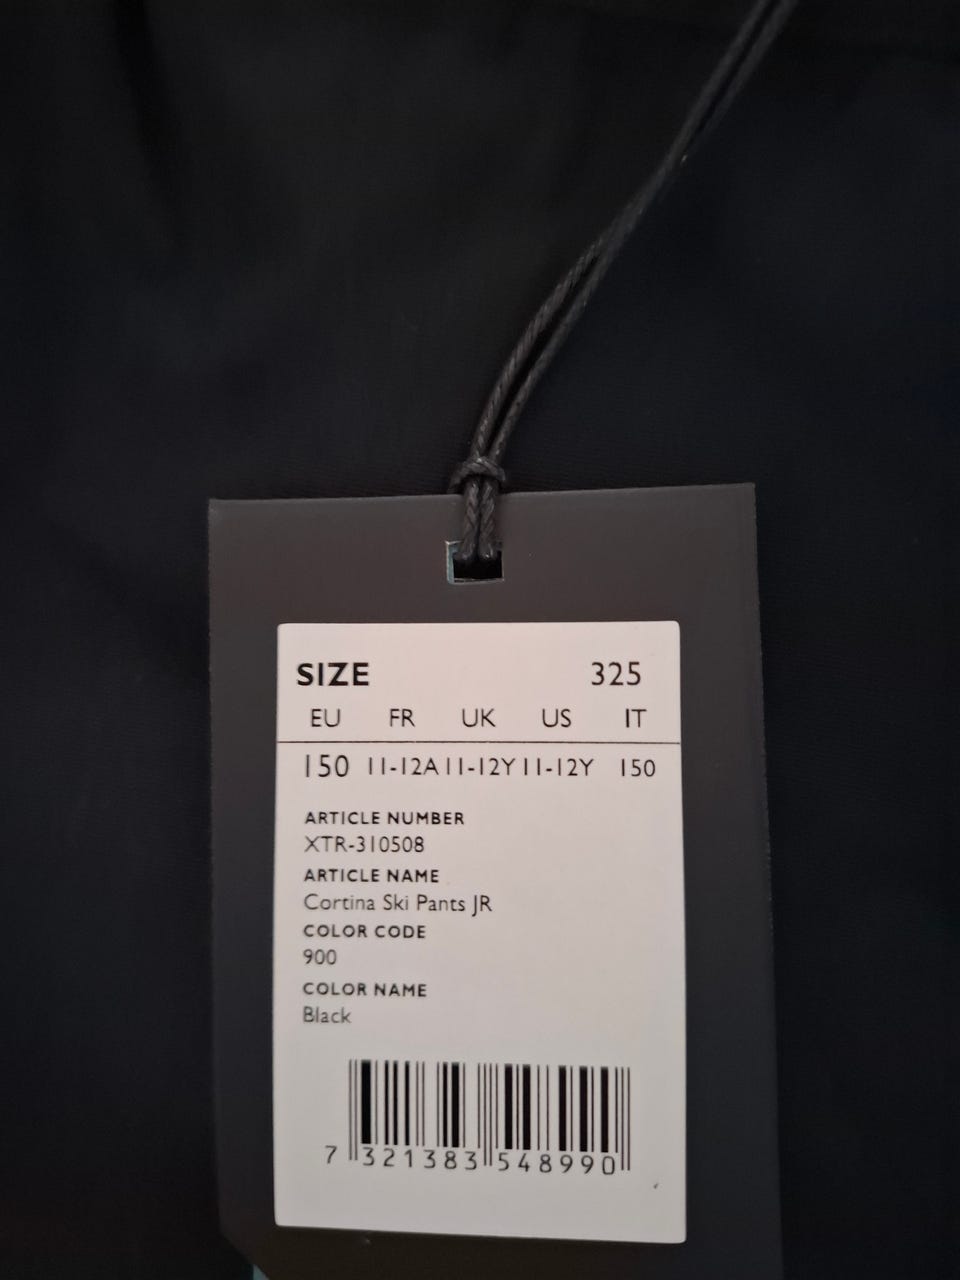 SIZE 325
EU FR UK US IT
150 11-12A 11-12Y 11-12Y 150
ARTICLE NUMBER
XTR-310508
ARTICLE NAME
Cortina Ski Pants JR
COLOR CODE
900
COLOR NAME
Black
7 321383 548990